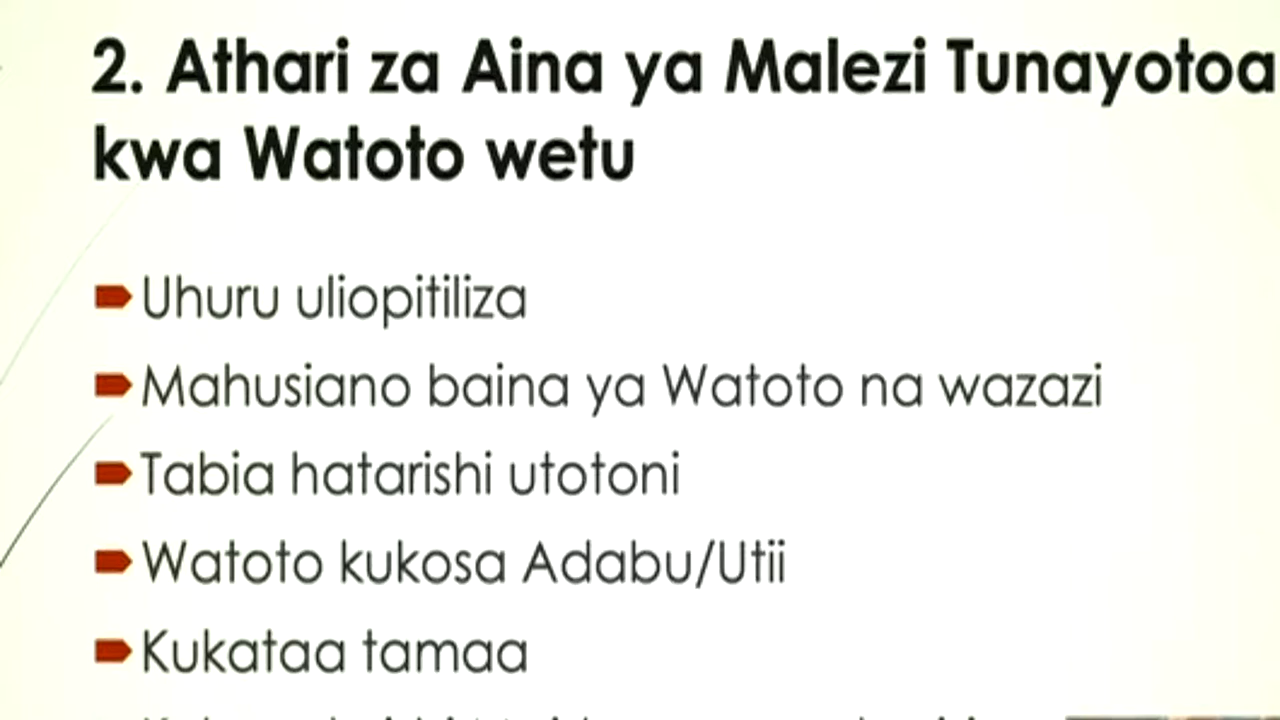 2. Athari za Aina ya Malezi Tunayotoa
kwa Watoto wetu
Uhuru uliopitiliza
Mahusiano baina ya Watoto na wazazi
Tabia hatarishi utotoni
Watoto kukosa Adabu/Utii
Kukataa tamaa